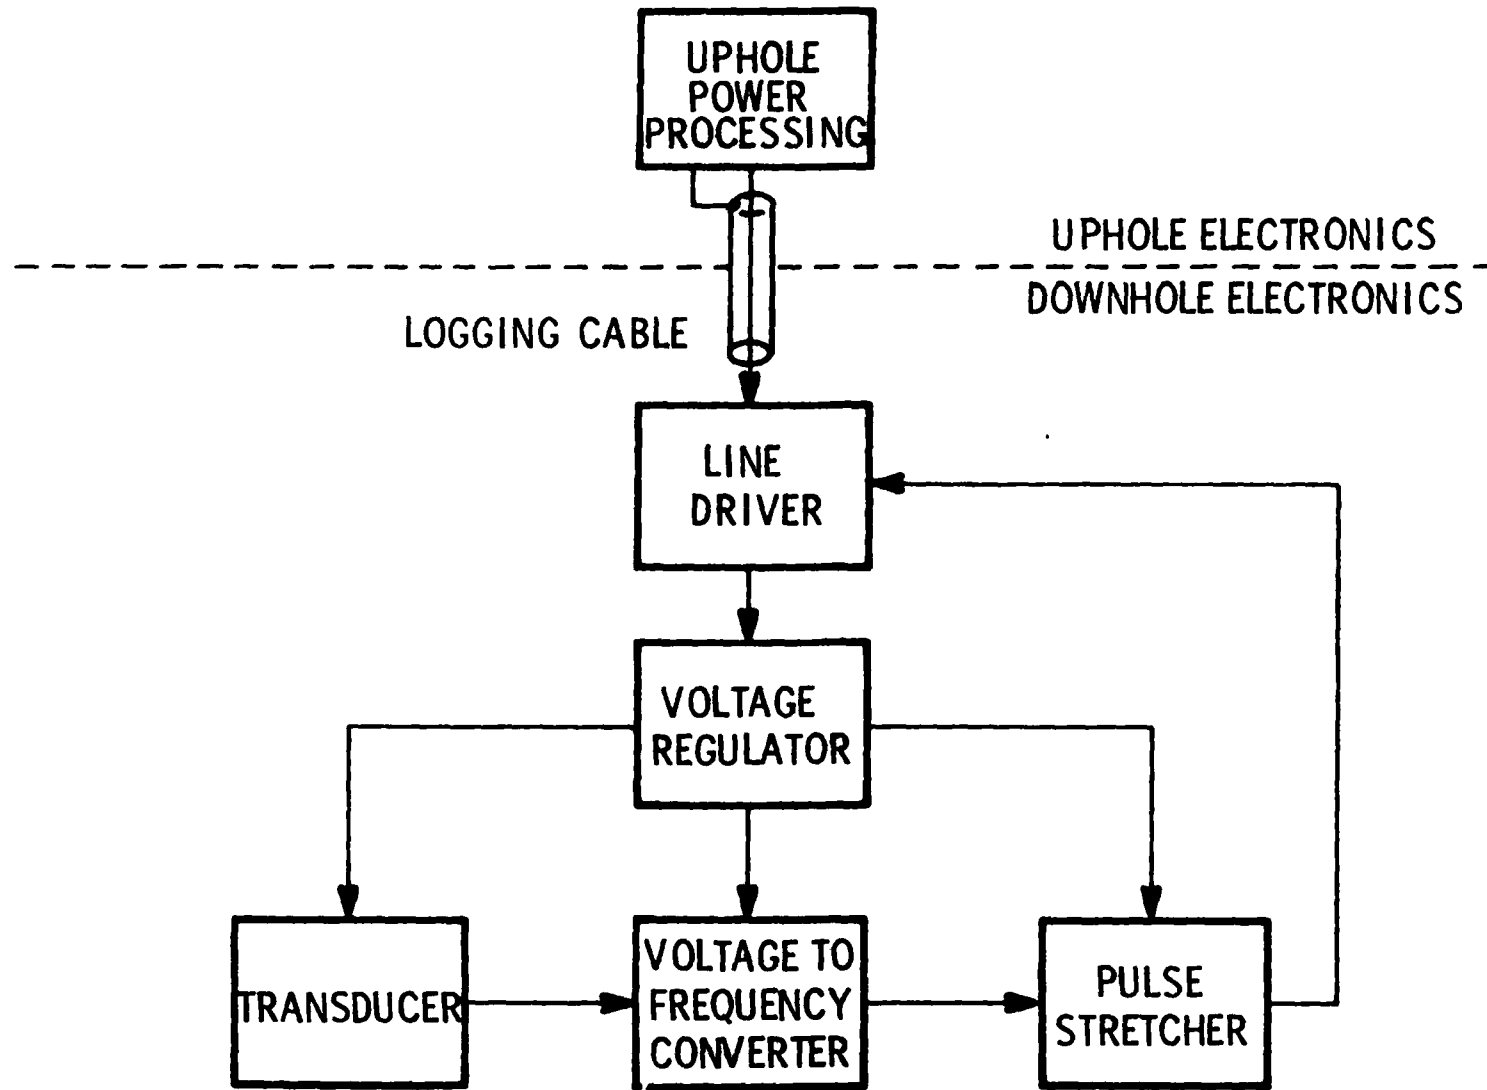 UPHOLE
POWER
PROCESSING
UPHOLE ELECTRONICS
DOWNHOLE ELECTRONICS
LOGGING CABLE
LINE
DRIVER
VOLTAGE
REGULATOR
TRANSDUCER
VOLTAGE TO
FREQUENCY
CONVERTER
PULSE
STRETCHER